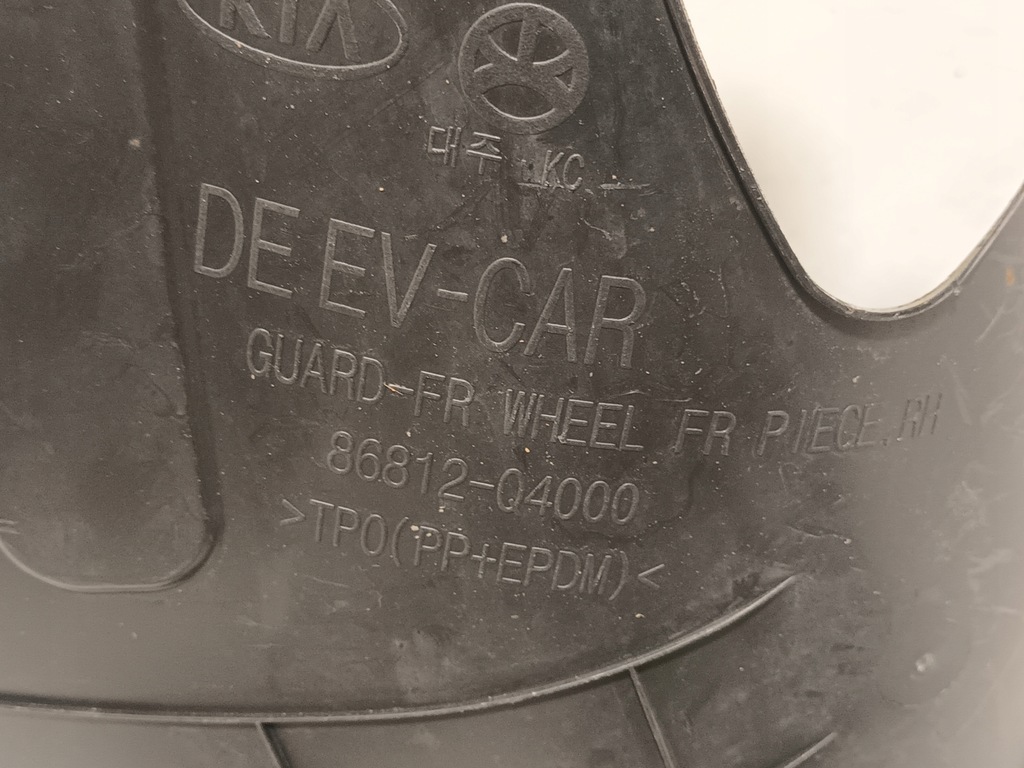 KIA
대주 KC
DE EV-CAR
GUARD-FR WHEEL FR PIECE.RH
86812-Q4000
>TPO(PP+EPDM)<